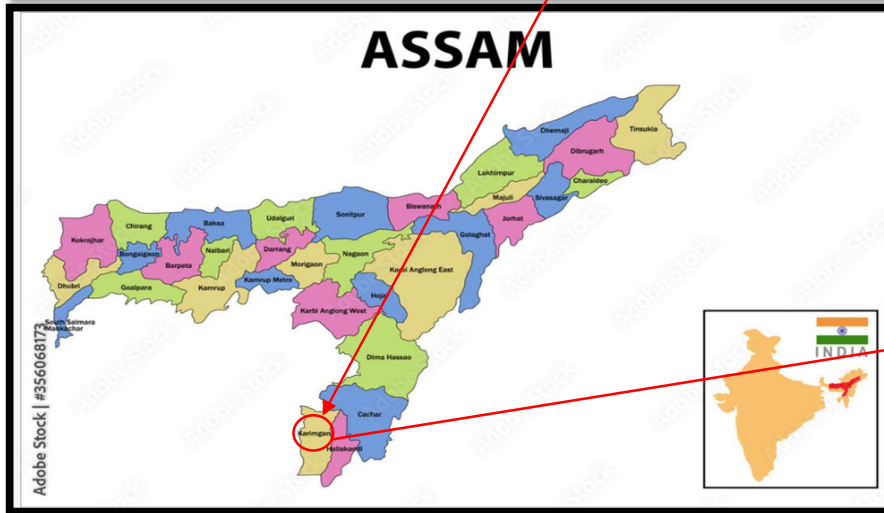 ASSAM
Tinsukia
Dhemaji
Dibrugarh
Lakhimpur
Charaideo
Majuli
Sivasagar
Biswanath
Jorhat
Sonitpur
Udalguri
Baksa
Chirang
Kokrajhar
Golaghat
Nalbari
Darrang
Nagaon
Bongaigaon
Barpeta
Morigaon
Karbi Anglong East
Kamrup Metro
Dhubri
Goalpara
Kamrup
Hojai
Karbi Anglong West
South Salmara
Mankachar
Dima Hasao
Cachar
Karimganj
Hailakandi
INDIA
Adobe Stock | #356068173
Adobe Stock